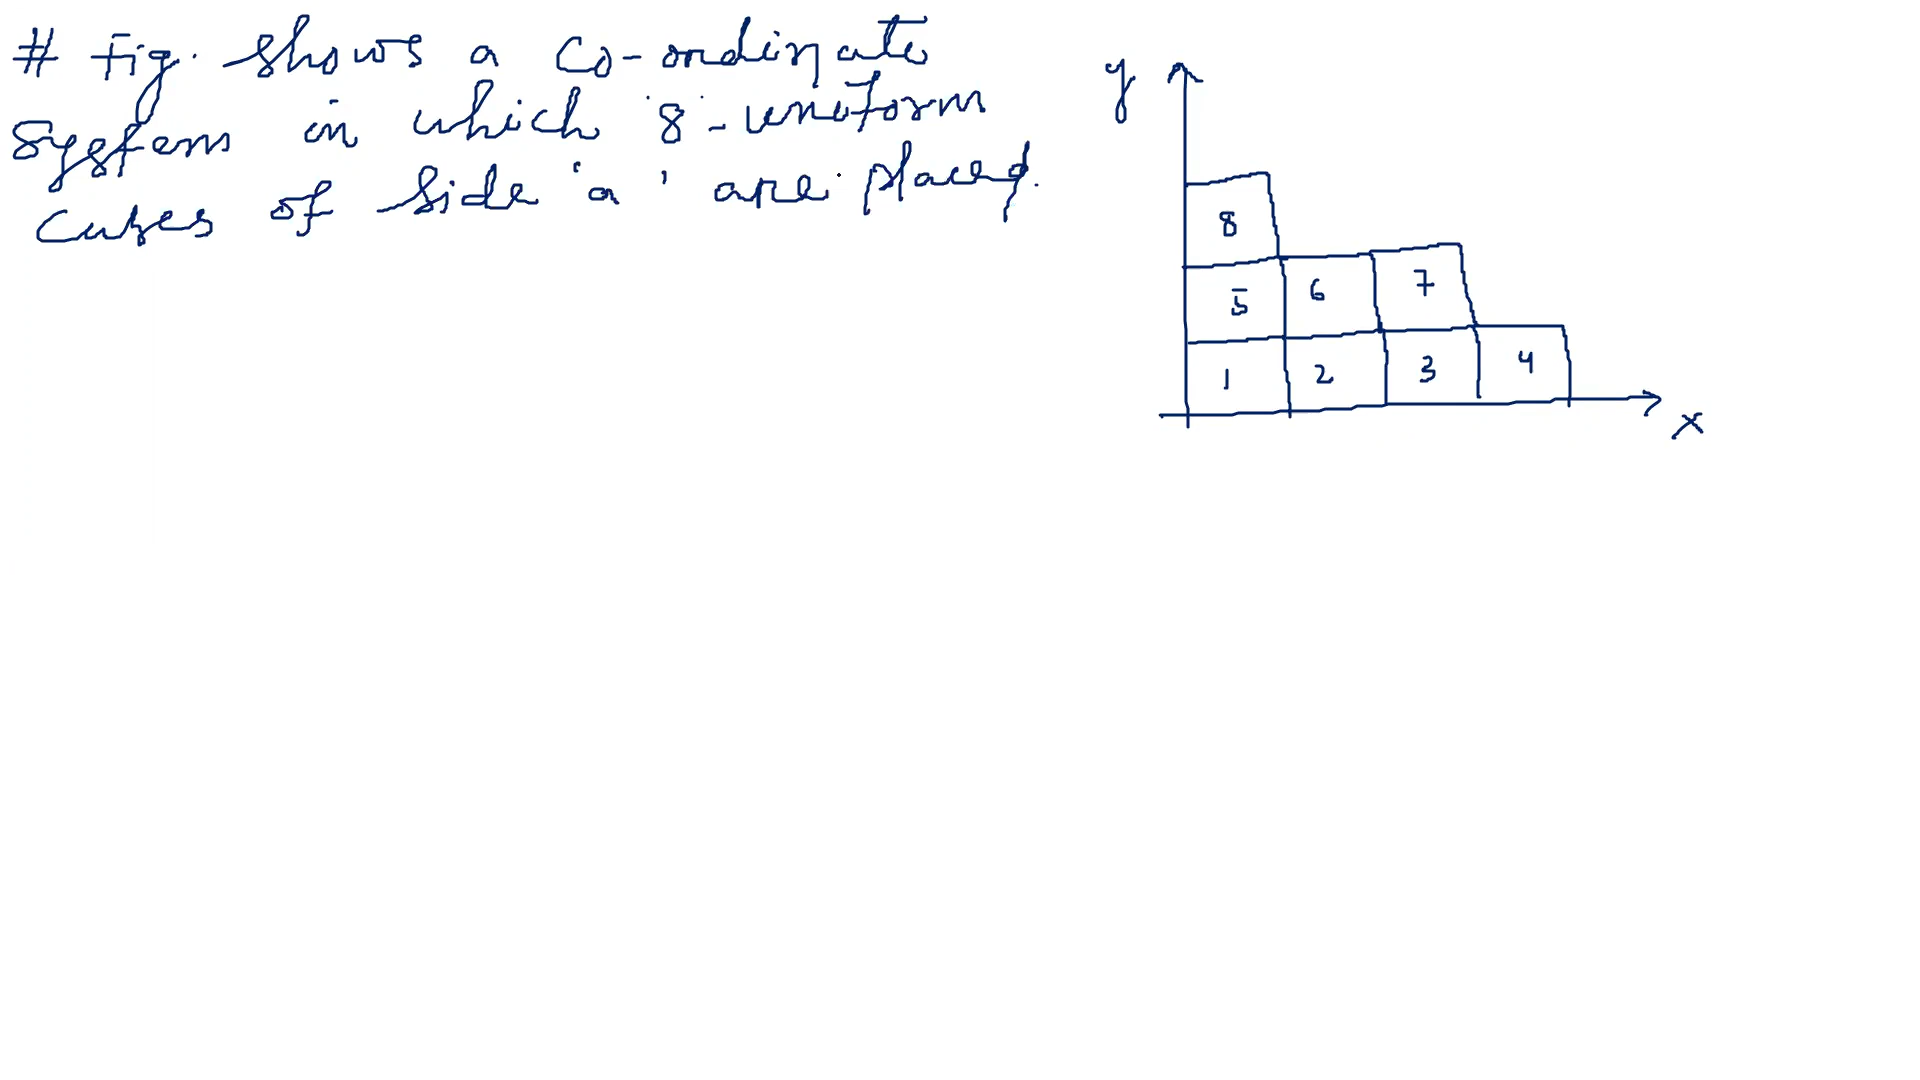 # Fig. shows a co-ordinate
system in which 8-uniform
cubes of side 'a' are placed.
y
8
5 6 7
1 2 3 4
x